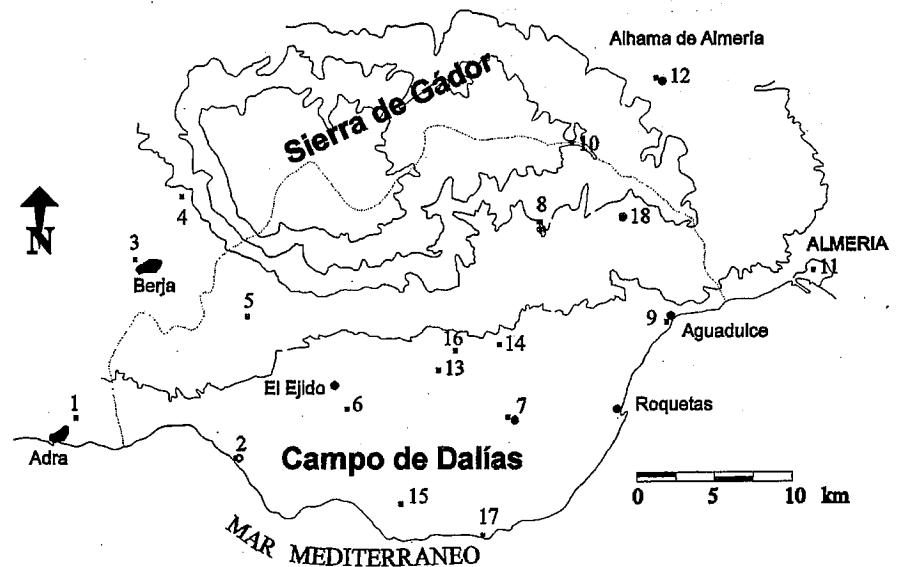 Alhama de Almería
12
Sierra de Gádor
10
4
8
18
N
3
Berja
ALMERIA
11
5
9
Aguadulce
16
14
13
El Ejido
6
7
Roquetas
1
Adra
2
Campo de Dalías
15
0 5 10 km
17
MAR MEDITERRANEO